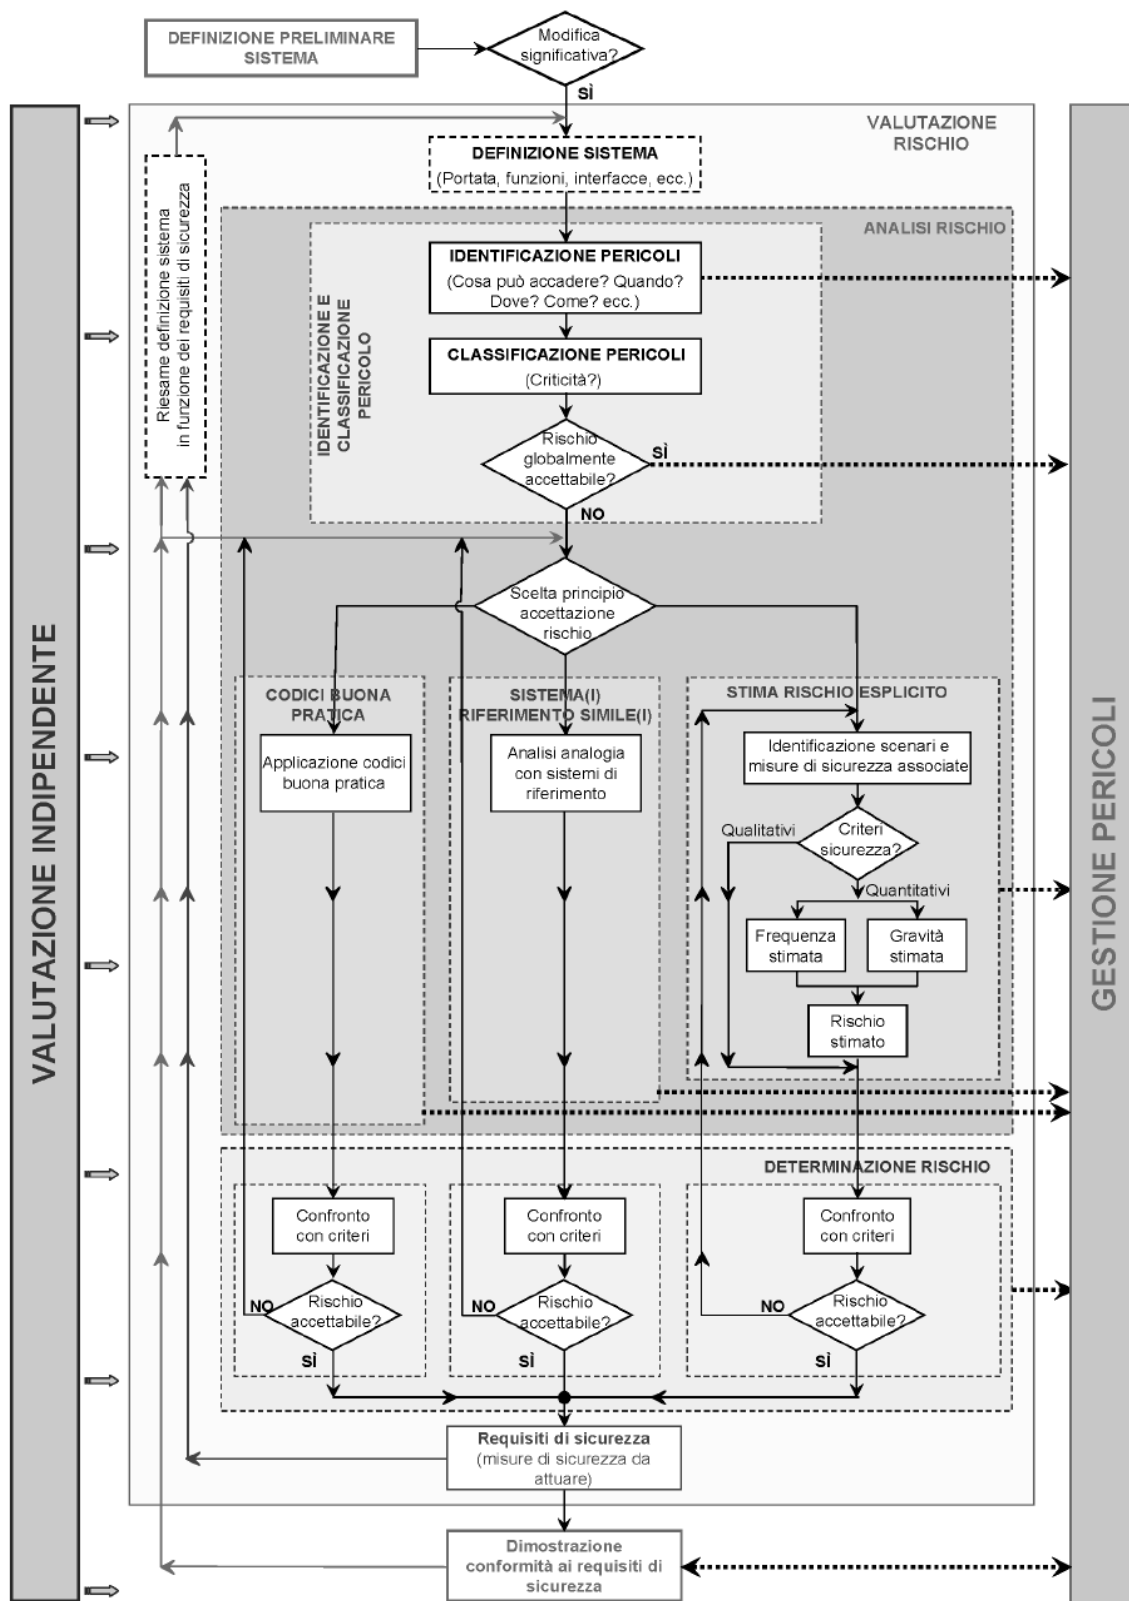 DEFINIZIONE PRELIMINARE
SISTEMA
Modifica
significativa?
SÌ
VALUTAZIONE
RISCHIO
DEFINIZIONE SISTEMA
(Portata, funzioni, interfacce, ecc.)
Riesame definizione sistema
in funzione dei requisiti di sicurezza
ANALISI RISCHIO
IDENTIFICAZIONE E
CLASSIFICAZIONE
PERICOLO
IDENTIFICAZIONE PERICOLI
(Cosa può accadere? Quando?
Dove? Come? ecc.)
CLASSIFICAZIONE PERICOLI
(Criticità?)
Rischio
globalmente
accettabile?
SÌ
NO
Scelta principio
accettazione
rischio
VALUTAZIONE INDIPENDENTE
GESTIONE PERICOLI
CODICI BUONA
PRATICA
Applicazione codici
buona pratica
SISTEMA(I)
RIFERIMENTO SIMILE(I)
Analisi analogia
con sistemi di
riferimento
STIMA RISCHIO ESPLICITO
Identificazione scenari e
misure di sicurezza associate
Qualitativi
Criteri
sicurezza?
Quantitativi
Frequenza
stimata
Gravità
stimata
Rischio
stimato
DETERMINAZIONE RISCHIO
Confronto
con criteri
Rischio
accettabile?
NO
SÌ
Confronto
con criteri
Rischio
accettabile?
NO
SÌ
Confronto
con criteri
Rischio
accettabile?
NO
SÌ
Requisiti di sicurezza
(misure di sicurezza da
attuare)
Dimostrazione
conformità ai requisiti di
sicurezza